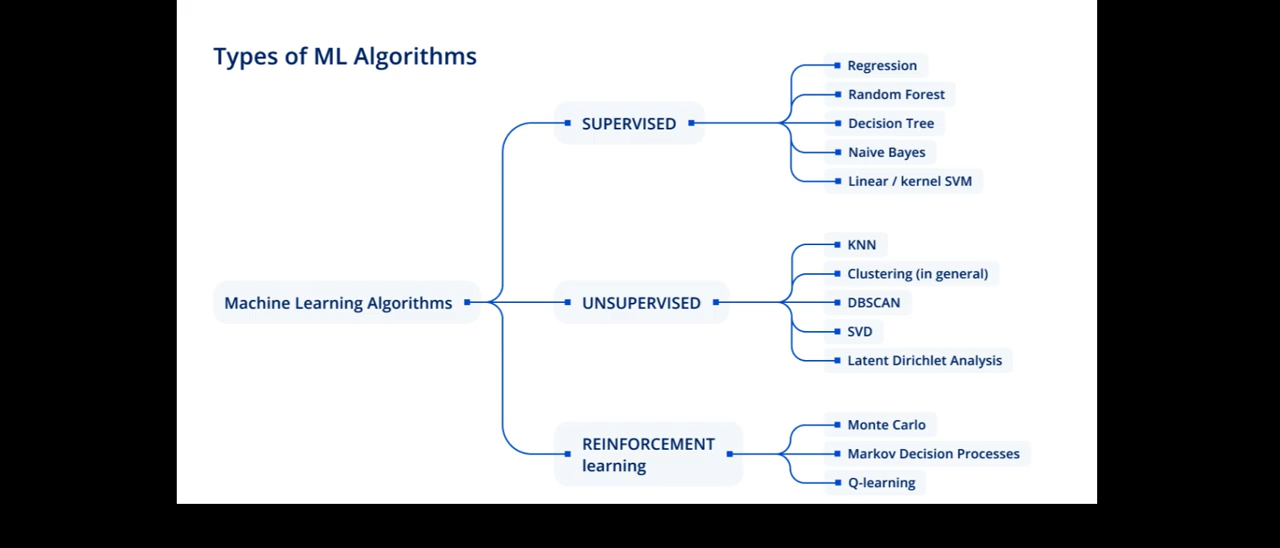 Types of ML Algorithms
Machine Learning Algorithms
SUPERVISED
Regression
Random Forest
Decision Tree
Naive Bayes
Linear / kernel SVM
UNSUPERVISED
KNN
Clustering (in general)
DBSCAN
SVD
Latent Dirichlet Analysis
REINFORCEMENT
learning
Monte Carlo
Markov Decision Processes
Q-learning